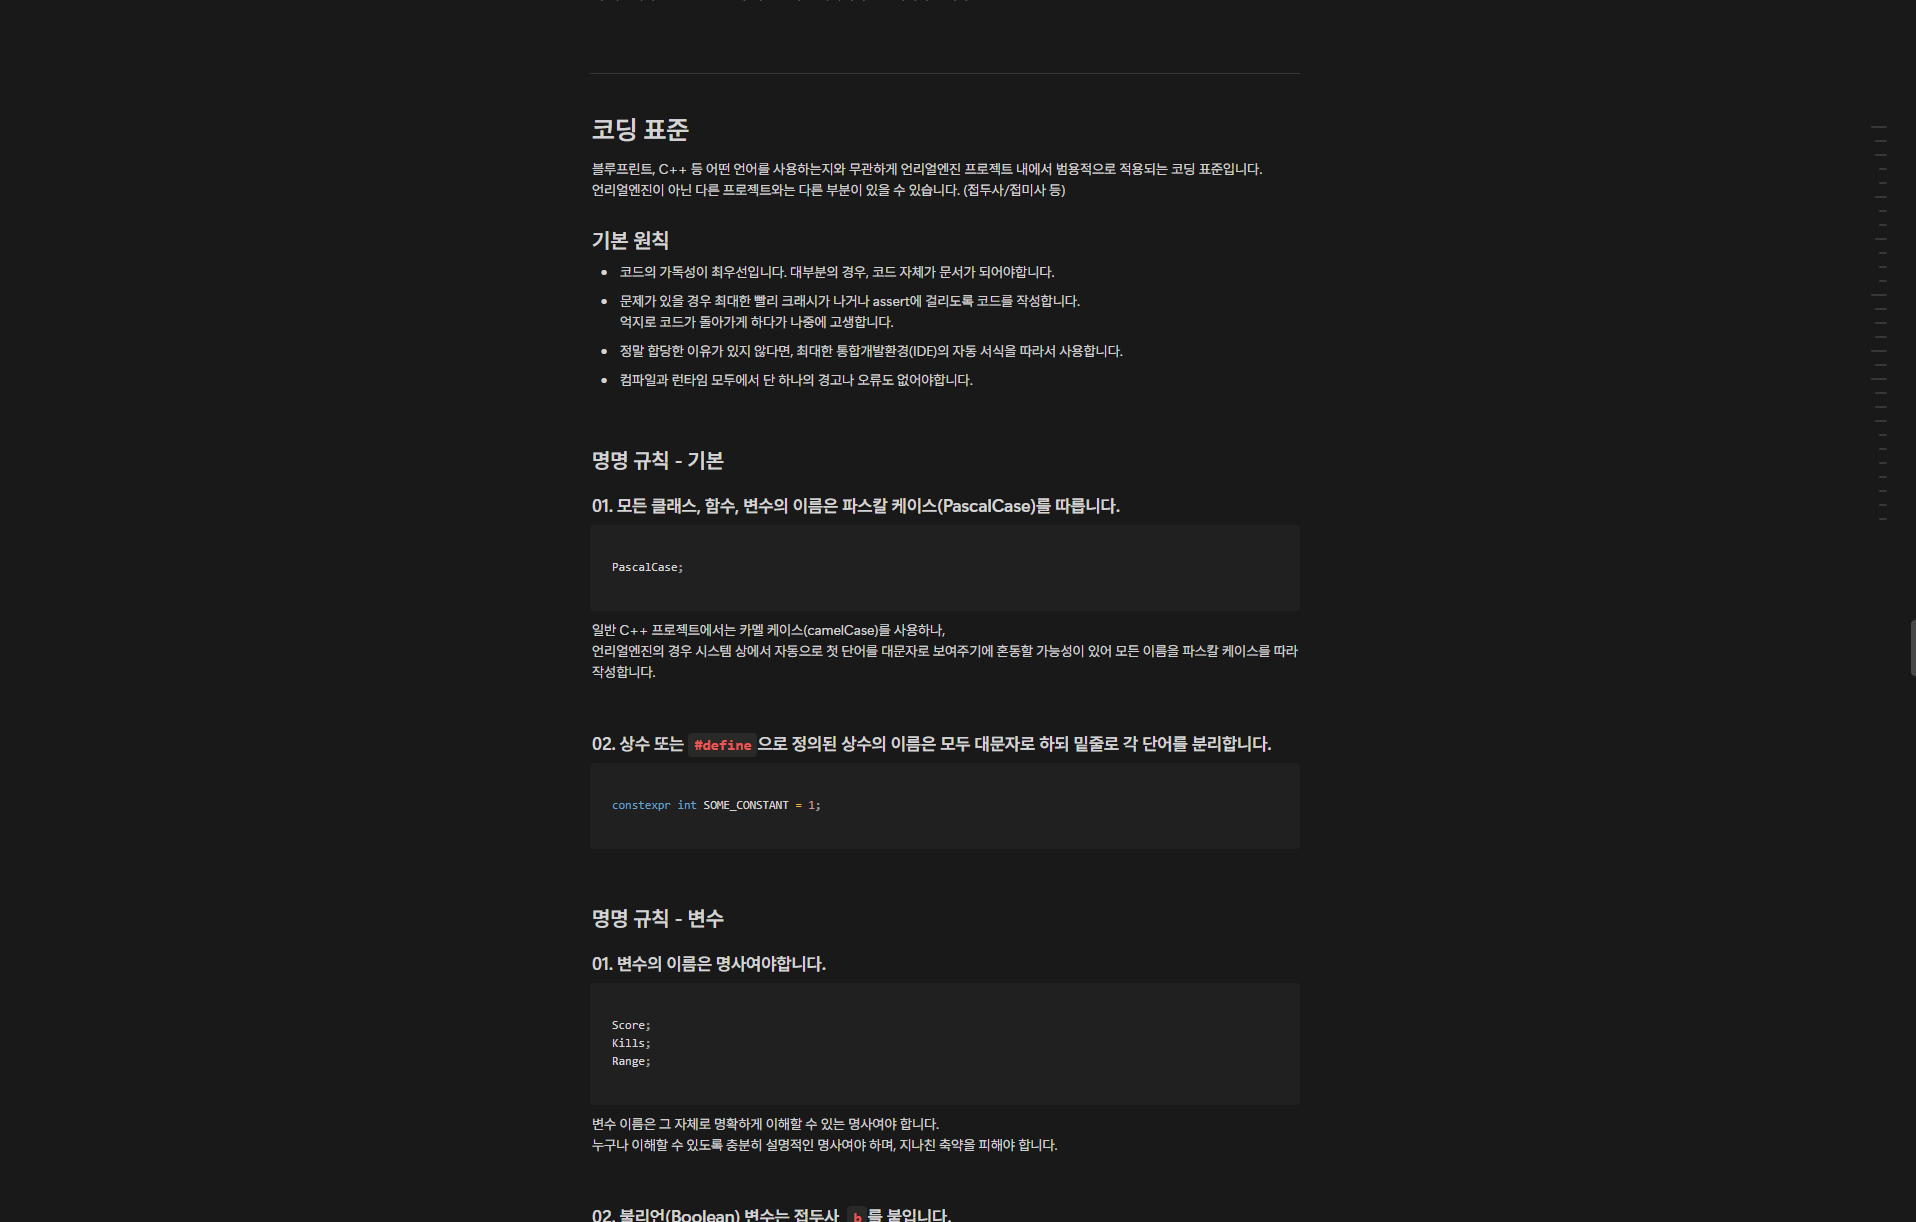 코딩 표준
블루프린트, C++ 등 어떤 언어를 사용하는지와 무관하게 언리얼엔진 프로젝트 내에서 범용적으로 적용되는 코딩 표준입니다.
언리얼엔진이 아닌 다른 프로젝트와는 다른 부분이 있을 수 있습니다. (접두사/접미사 등)
기본 원칙
• 코드의 가독성이 최우선입니다. 대부분의 경우, 코드 자체가 문서가 되어야합니다.
• 문제가 있을 경우 최대한 빨리 크래시가 나거나 assert에 걸리도록 코드를 작성합니다.
억지로 코드가 돌아가게 하다가 나중에 고생합니다.
• 정말 합당한 이유가 있지 않다면, 최대한 통합개발환경(IDE)의 자동 서식을 따라서 사용합니다.
• 컴파일과 런타임 모두에서 단 하나의 경고나 오류도 없어야합니다.
명명 규칙 - 기본
01. 모든 클래스, 함수, 변수의 이름은 파스칼 케이스(PascalCase)를 따릅니다.
PascalCase;
일반 C++ 프로젝트에서는 카멜 케이스(camelCase)를 사용하나,
언리얼엔진의 경우 시스템 상에서 자동으로 첫 단어를 대문자로 보여주기에 혼동할 가능성이 있어 모든 이름을 파스칼 케이스를 따라
작성합니다.
02. 상수 또는 #define으로 정의된 상수의 이름은 모두 대문자로 하되 밑줄로 각 단어를 분리합니다.
constexpr int SOME_CONSTANT = 1;
명명 규칙 - 변수
01. 변수의 이름은 명사여야합니다.
Score;
Kills;
Range;
변수 이름은 그 자체로 명확하게 이해할 수 있는 명사여야 합니다.
누구나 이해할 수 있도록 충분히 설명적인 명사여야 하며, 지나친 축약을 피해야 합니다.
02. 불리언(Boolean) 변수는 접두사 b를 붙입니다.